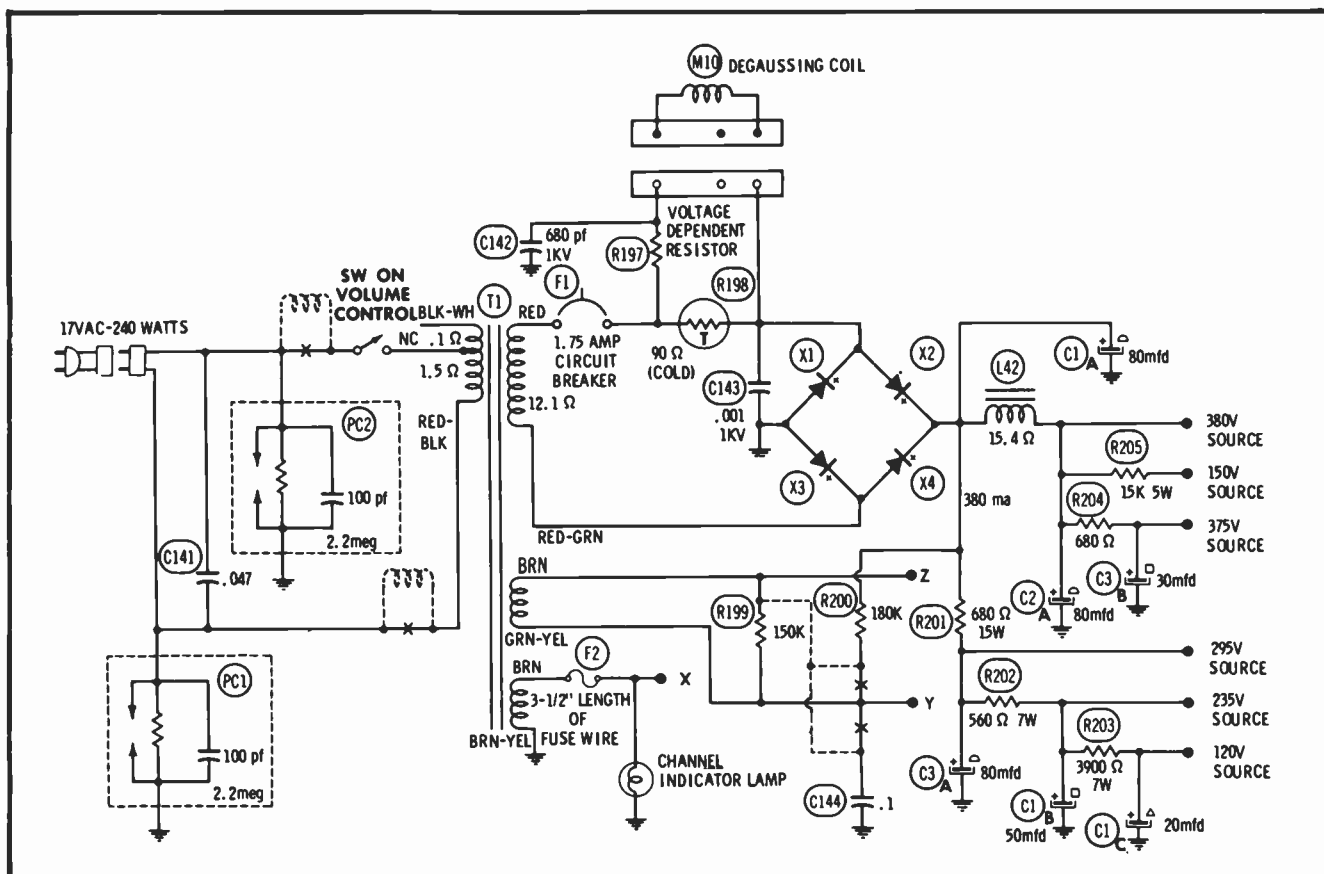 M10 DEGAUSSING COIL
VOLTAGE
DEPENDENT
RESISTOR
C142
680 pf
1KV
R197
R198
SW ON
VOLUME
CONTROL
BLK-WH
T1
RED
F1
17VAC-240 WATTS
NC .1 Ω
1.5 Ω
1.75 AMP
CIRCUIT
BREAKER
90 Ω
(COLD)
T
12.1 Ω
C143
.001
1KV
X1
X2
X3
X4
C1
A
80mfd
L42
15.4 Ω
380V
SOURCE
R205
15K 5W
150V
SOURCE
380 ma
R204
680 Ω
375V
SOURCE
C3
B
30mfd
C2
A
80mfd
RED-
BLK
PC2
100 pf
2.2meg
RED-GRN
C141
.047
BRN
Z
R199
150K
R200
180K
R201
680 Ω
15W
GRN-YEL
295V
SOURCE
BRN
F2
X
Y
R202
560 Ω 7W
235V
SOURCE
3-1/2" LENGTH
OF
FUSE WIRE
BRN-YEL
PC1
100 pf
2.2meg
R203
3900 Ω
7W
120V
SOURCE
CHANNEL
INDICATOR LAMP
C3
A
80mfd
C144
.1
C1
B
50mfd
C1
C
20mfd